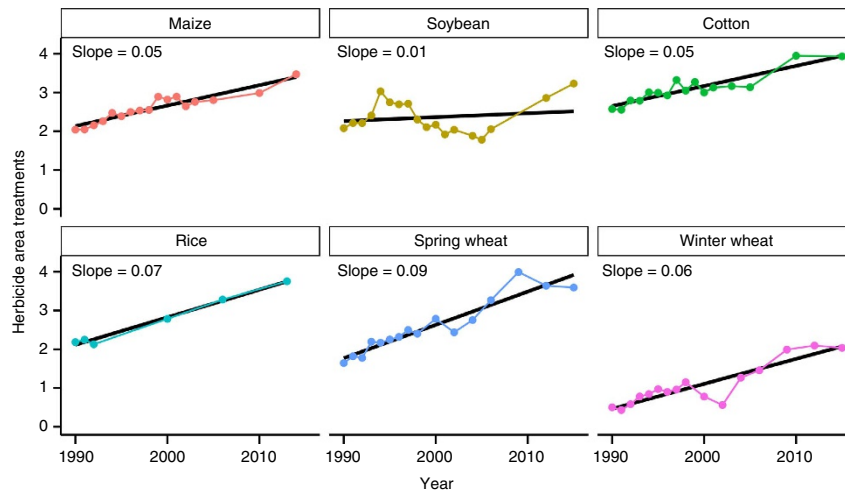 Maize
Soybean
Cotton
Slope = 0.05
Slope = 0.01
Slope = 0.05
4
3
2
1
0
Herbicide area treatments
Rice
Spring wheat
Winter wheat
Slope = 0.07
Slope = 0.09
Slope = 0.06
4
3
2
1
0
1990 2000 2010
1990 2000 2010
1990 2000 2010
Year